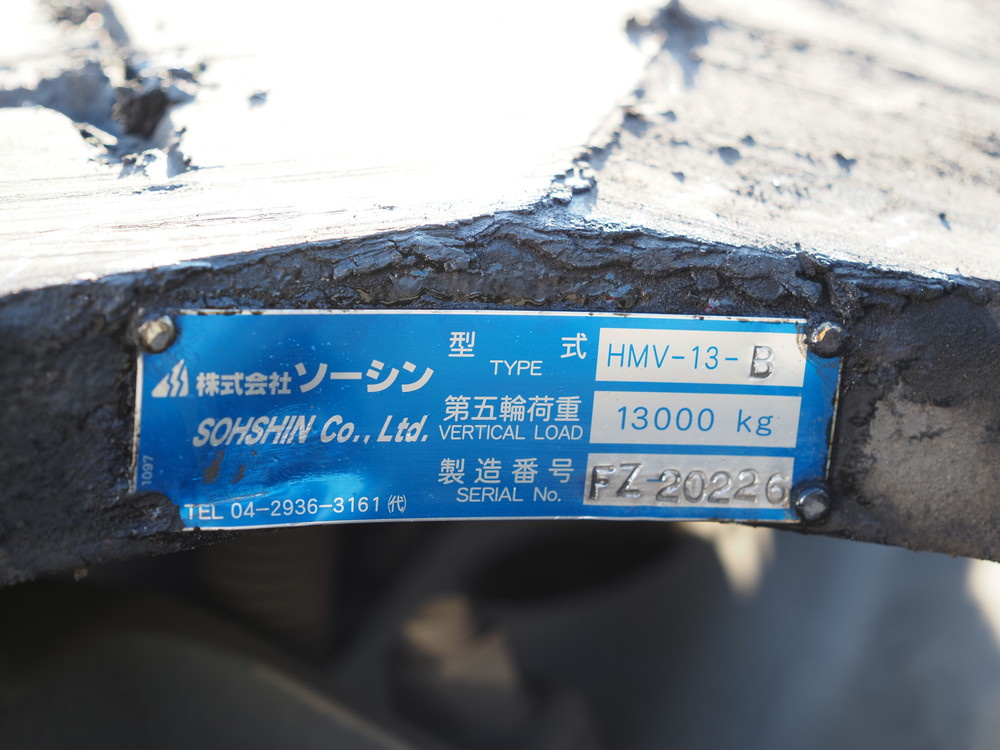 株式会社ソーシン
SOHSHIN Co., Ltd.
1097
TEL 04-2936-3161㈹
型式 HMV-13-B
TYPE
第五輪荷重 13000 kg
VERTICAL LOAD
製造番号 FZ-20226
SERIAL No.